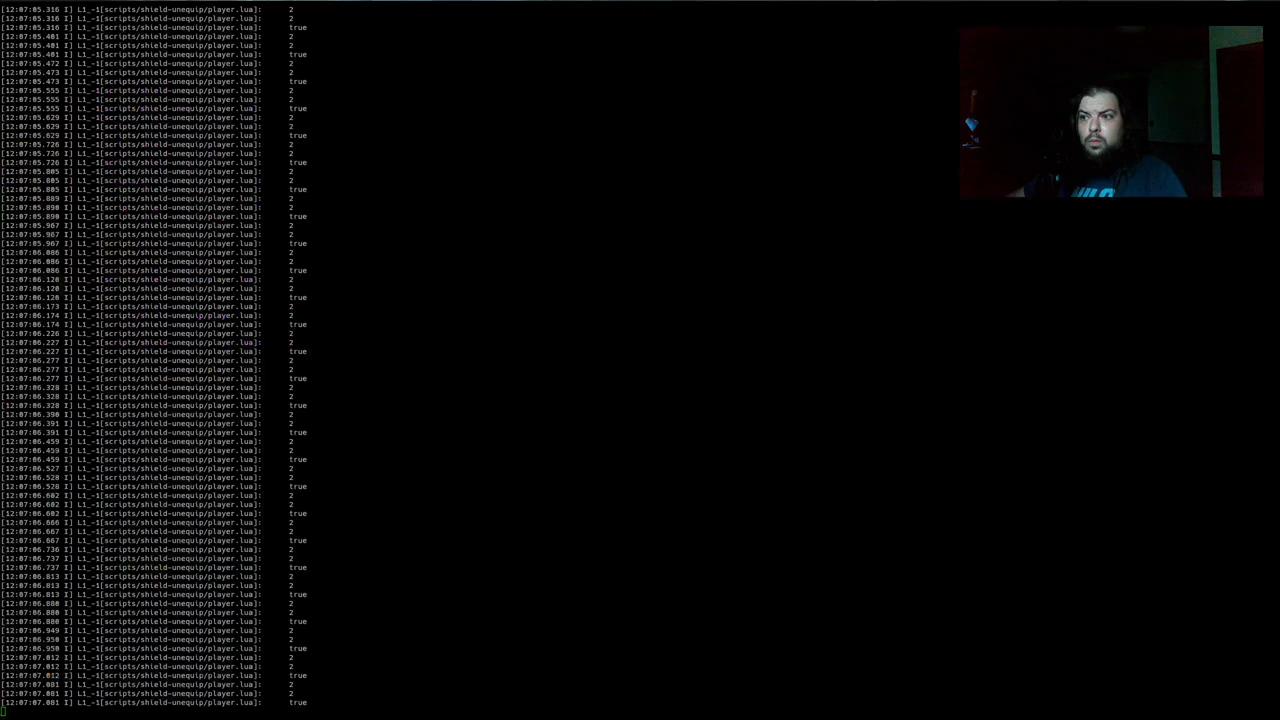 [12:07:05.316 I] L1_-1[scripts/shield-unequip/player.lua]: 2
[12:07:05.316 I] L1_-1[scripts/shield-unequip/player.lua]: 2
[12:07:05.316 I] L1_-1[scripts/shield-unequip/player.lua]: true
[12:07:05.401 I] L1_-1[scripts/shield-unequip/player.lua]: 2
[12:07:05.401 I] L1_-1[scripts/shield-unequip/player.lua]: 2
[12:07:05.401 I] L1_-1[scripts/shield-unequip/player.lua]: true
[12:07:05.472 I] L1_-1[scripts/shield-unequip/player.lua]: 2
[12:07:05.473 I] L1_-1[scripts/shield-unequip/player.lua]: 2
[12:07:05.473 I] L1_-1[scripts/shield-unequip/player.lua]: true
[12:07:05.555 I] L1_-1[scripts/shield-unequip/player.lua]: 2
[12:07:05.555 I] L1_-1[scripts/shield-unequip/player.lua]: 2
[12:07:05.555 I] L1_-1[scripts/shield-unequip/player.lua]: true
[12:07:05.629 I] L1_-1[scripts/shield-unequip/player.lua]: 2
[12:07:05.629 I] L1_-1[scripts/shield-unequip/player.lua]: 2
[12:07:05.629 I] L1_-1[scripts/shield-unequip/player.lua]: true
[12:07:05.726 I] L1_-1[scripts/shield-unequip/player.lua]: 2
[12:07:05.726 I] L1_-1[scripts/shield-unequip/player.lua]: 2
[12:07:05.726 I] L1_-1[scripts/shield-unequip/player.lua]: true
[12:07:05.805 I] L1_-1[scripts/shield-unequip/player.lua]: 2
[12:07:05.805 I] L1_-1[scripts/shield-unequip/player.lua]: 2
[12:07:05.805 I] L1_-1[scripts/shield-unequip/player.lua]: true
[12:07:05.889 I] L1_-1[scripts/shield-unequip/player.lua]: 2
[12:07:05.890 I] L1_-1[scripts/shield-unequip/player.lua]: 2
[12:07:05.890 I] L1_-1[scripts/shield-unequip/player.lua]: true
[12:07:05.967 I] L1_-1[scripts/shield-unequip/player.lua]: 2
[12:07:05.967 I] L1_-1[scripts/shield-unequip/player.lua]: 2
[12:07:05.967 I] L1_-1[scripts/shield-unequip/player.lua]: true
[12:07:06.086 I] L1_-1[scripts/shield-unequip/player.lua]: 2
[12:07:06.086 I] L1_-1[scripts/shield-unequip/player.lua]: 2
[12:07:06.086 I] L1_-1[scripts/shield-unequip/player.lua]: true
[12:07:06.120 I] L1_-1[scripts/shield-unequip/player.lua]: 2
[12:07:06.120 I] L1_-1[scripts/shield-unequip/player.lua]: 2
[12:07:06.120 I] L1_-1[scripts/shield-unequip/player.lua]: true
[12:07:06.173 I] L1_-1[scripts/shield-unequip/player.lua]: 2
[12:07:06.174 I] L1_-1[scripts/shield-unequip/player.lua]: 2
[12:07:06.174 I] L1_-1[scripts/shield-unequip/player.lua]: true
[12:07:06.226 I] L1_-1[scripts/shield-unequip/player.lua]: 2
[12:07:06.227 I] L1_-1[scripts/shield-unequip/player.lua]: 2
[12:07:06.227 I] L1_-1[scripts/shield-unequip/player.lua]: true
[12:07:06.277 I] L1_-1[scripts/shield-unequip/player.lua]: 2
[12:07:06.277 I] L1_-1[scripts/shield-unequip/player.lua]: 2
[12:07:06.277 I] L1_-1[scripts/shield-unequip/player.lua]: true
[12:07:06.328 I] L1_-1[scripts/shield-unequip/player.lua]: 2
[12:07:06.328 I] L1_-1[scripts/shield-unequip/player.lua]: 2
[12:07:06.328 I] L1_-1[scripts/shield-unequip/player.lua]: true
[12:07:06.390 I] L1_-1[scripts/shield-unequip/player.lua]: 2
[12:07:06.391 I] L1_-1[scripts/shield-unequip/player.lua]: 2
[12:07:06.391 I] L1_-1[scripts/shield-unequip/player.lua]: true
[12:07:06.459 I] L1_-1[scripts/shield-unequip/player.lua]: 2
[12:07:06.459 I] L1_-1[scripts/shield-unequip/player.lua]: 2
[12:07:06.459 I] L1_-1[scripts/shield-unequip/player.lua]: true
[12:07:06.527 I] L1_-1[scripts/shield-unequip/player.lua]: 2
[12:07:06.528 I] L1_-1[scripts/shield-unequip/player.lua]: 2
[12:07:06.528 I] L1_-1[scripts/shield-unequip/player.lua]: true
[12:07:06.602 I] L1_-1[scripts/shield-unequip/player.lua]: 2
[12:07:06.602 I] L1_-1[scripts/shield-unequip/player.lua]: 2
[12:07:06.602 I] L1_-1[scripts/shield-unequip/player.lua]: true
[12:07:06.666 I] L1_-1[scripts/shield-unequip/player.lua]: 2
[12:07:06.667 I] L1_-1[scripts/shield-unequip/player.lua]: 2
[12:07:06.667 I] L1_-1[scripts/shield-unequip/player.lua]: true
[12:07:06.736 I] L1_-1[scripts/shield-unequip/player.lua]: 2
[12:07:06.737 I] L1_-1[scripts/shield-unequip/player.lua]: 2
[12:07:06.737 I] L1_-1[scripts/shield-unequip/player.lua]: true
[12:07:06.813 I] L1_-1[scripts/shield-unequip/player.lua]: 2
[12:07:06.813 I] L1_-1[scripts/shield-unequip/player.lua]: 2
[12:07:06.813 I] L1_-1[scripts/shield-unequip/player.lua]: true
[12:07:06.880 I] L1_-1[scripts/shield-unequip/player.lua]: 2
[12:07:06.880 I] L1_-1[scripts/shield-unequip/player.lua]: 2
[12:07:06.880 I] L1_-1[scripts/shield-unequip/player.lua]: true
[12:07:06.949 I] L1_-1[scripts/shield-unequip/player.lua]: 2
[12:07:06.950 I] L1_-1[scripts/shield-unequip/player.lua]: 2
[12:07:06.950 I] L1_-1[scripts/shield-unequip/player.lua]: true
[12:07:07.012 I] L1_-1[scripts/shield-unequip/player.lua]: 2
[12:07:07.012 I] L1_-1[scripts/shield-unequip/player.lua]: 2
[12:07:07.012 I] L1_-1[scripts/shield-unequip/player.lua]: true
[12:07:07.081 I] L1_-1[scripts/shield-unequip/player.lua]: 2
[12:07:07.081 I] L1_-1[scripts/shield-unequip/player.lua]: 2
[12:07:07.081 I] L1_-1[scripts/shield-unequip/player.lua]: true